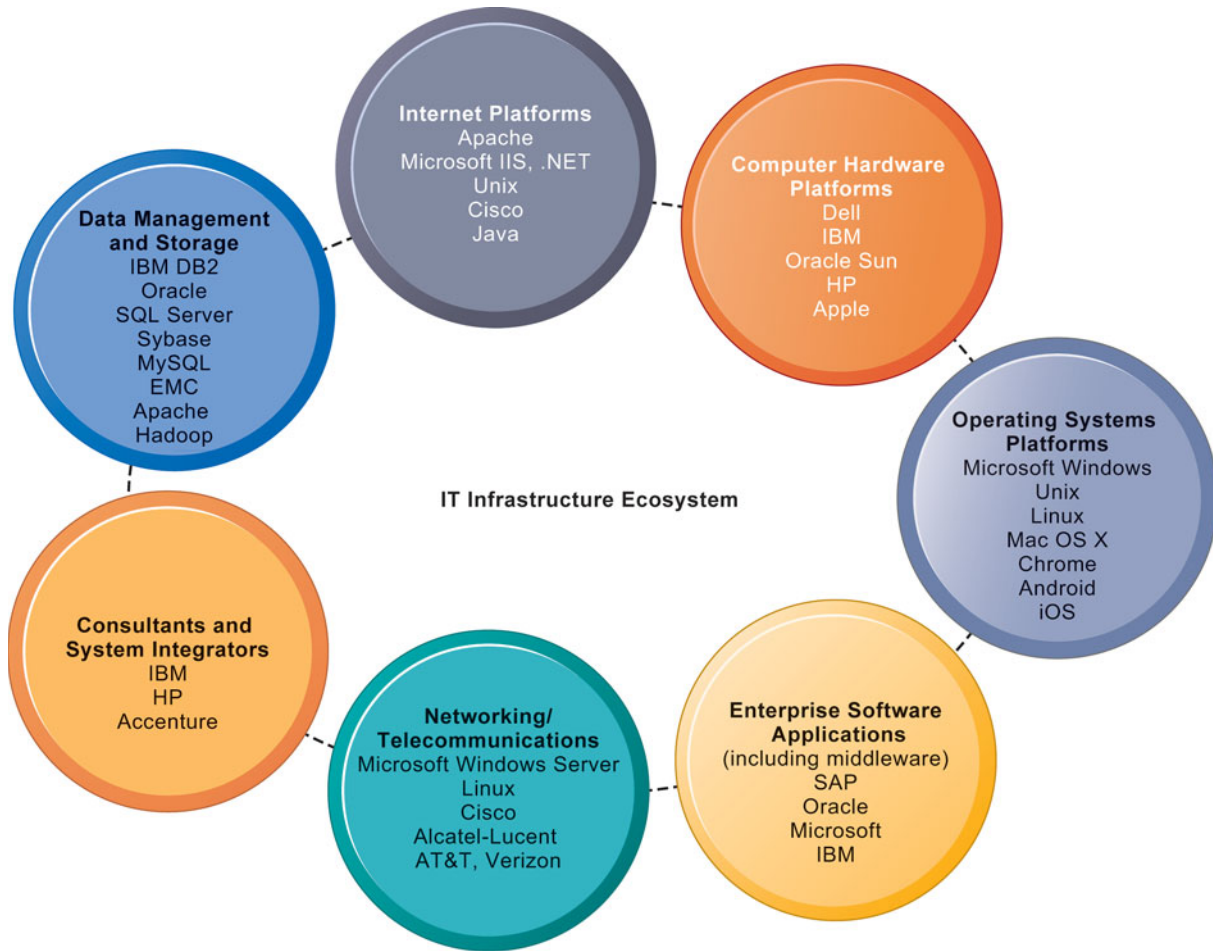 Internet Platforms
Apache
Microsoft IIS, .NET
Unix
Cisco
Java
Computer Hardware
Platforms
Dell
IBM
Oracle Sun
HP
Apple
Data Management
and Storage
IBM DB2
Oracle
SQL Server
Sybase
MySQL
EMC
Apache
Hadoop
Operating Systems
Platforms
Microsoft Windows
Unix
Linux
Mac OS X
Chrome
Android
iOS
IT Infrastructure Ecosystem
Consultants and
System Integrators
IBM
HP
Accenture
Networking/
Telecommunications
Microsoft Windows Server
Linux
Cisco
Alcatel-Lucent
AT&T, Verizon
Enterprise Software
Applications
(including middleware)
SAP
Oracle
Microsoft
IBM